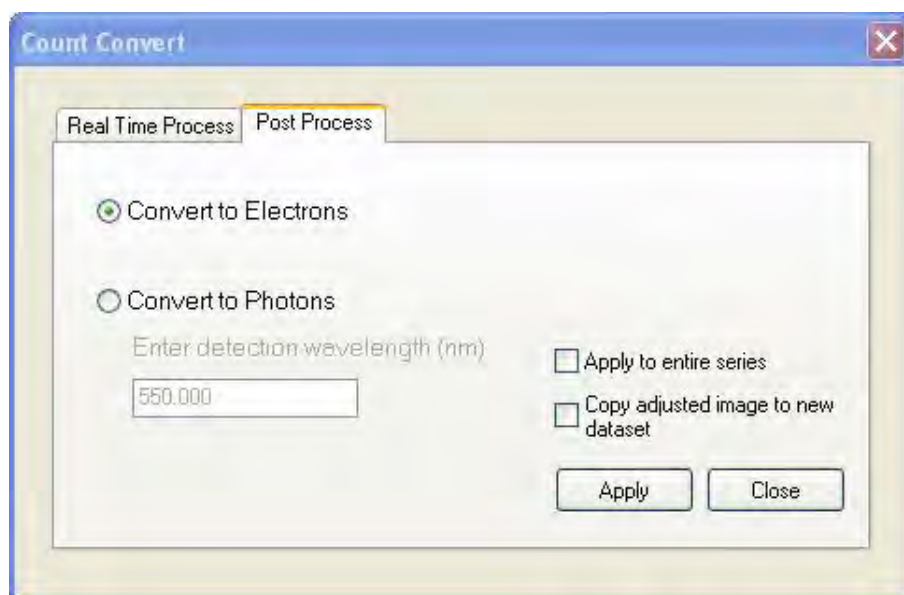 Count Convert
Real Time Process
Post Process
Convert to Electrons
Convert to Photons
Enter detection wavelength (nm)
550.000
Apply to entire series
Copy adjusted image to new
dataset
Apply
Close